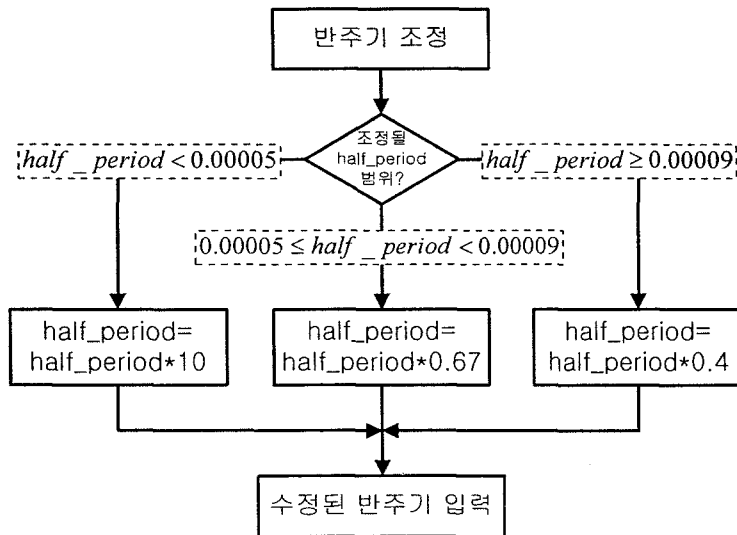 반주기 조정
조정될
half_period
범위?
half _ period < 0.00005
half _ period ≥ 0.00009
0.00005 ≤ half _ period < 0.00009
half_period=
half_period*10
half_period=
half_period*0.67
half_period=
half_period*0.4
수정된 반주기 입력